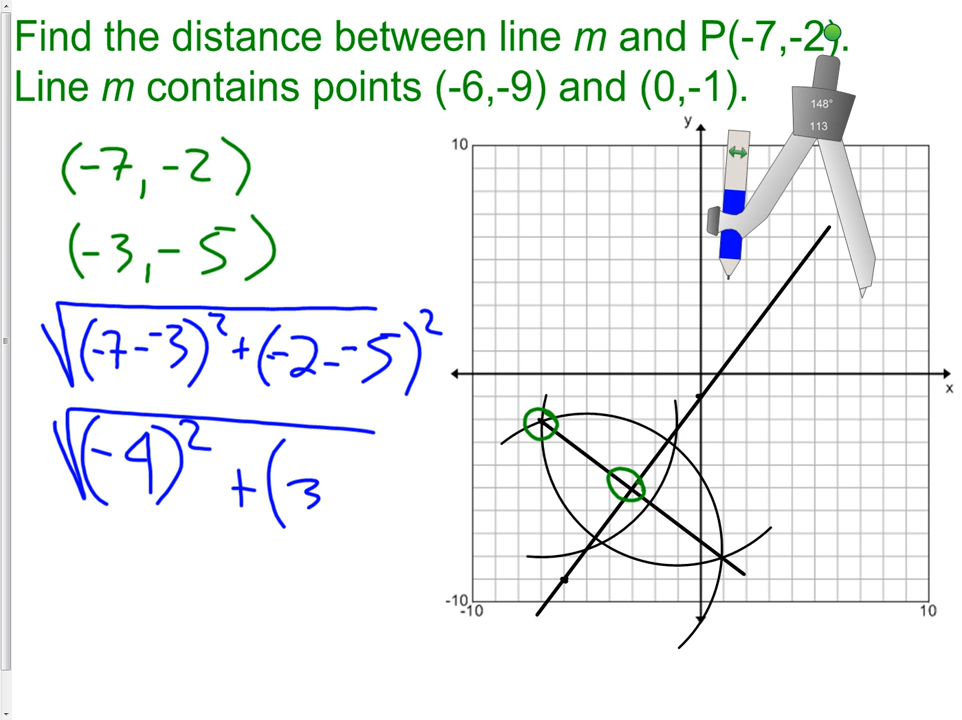 Find the distance between line m and P(-7,-2).
Line m contains points (-6,-9) and (0,-1).
148°
113
y
10
(-7, -2)
(-3, -5)
√(-7--3)²+(-2--5)²
x
√(-4)² +(3
-10
-10
10